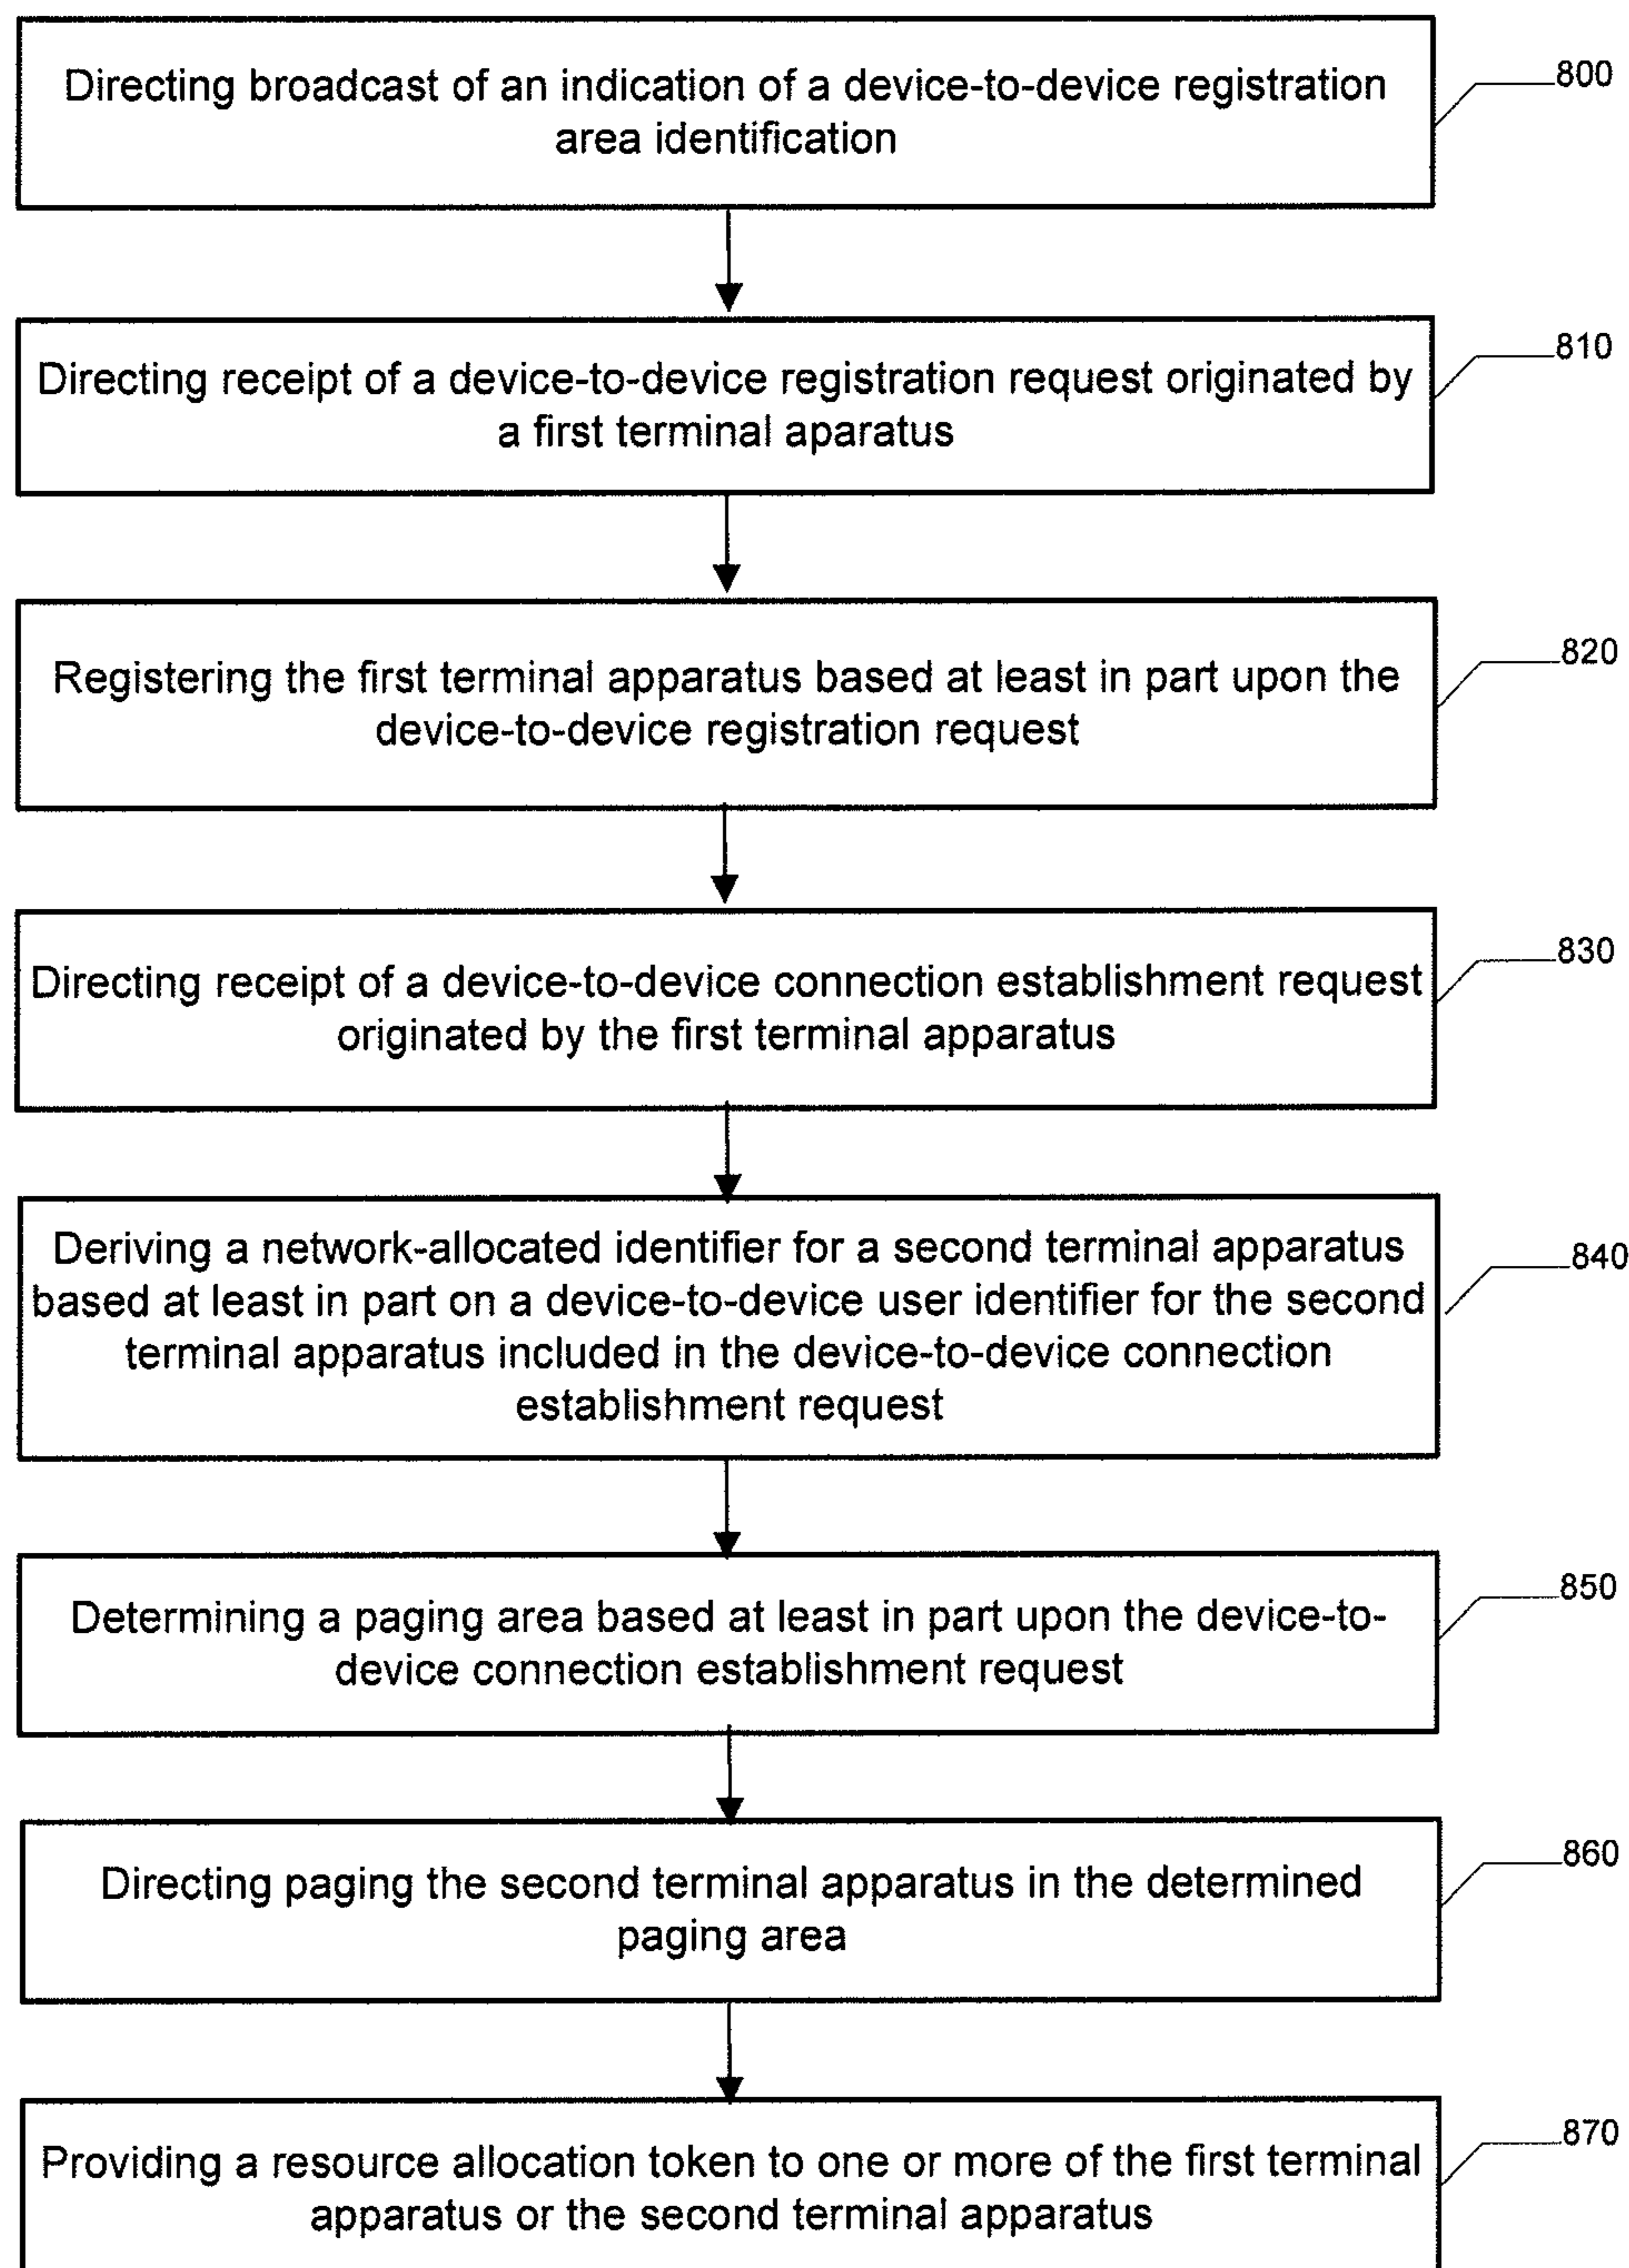 Directing broadcast of an indication of a device-to-device registration
area identification
800
Directing receipt of a device-to-device registration request originated by
a first terminal aparatus
810
Registering the first terminal apparatus based at least in part upon the
device-to-device registration request
820
Directing receipt of a device-to-device connection establishment request
originated by the first terminal apparatus
830
Deriving a network-allocated identifier for a second terminal apparatus
based at least in part on a device-to-device user identifier for the second
terminal apparatus included in the device-to-device connection
establishment request
840
Determining a paging area based at least in part upon the device-to-
device connection establishment request
850
Directing paging the second terminal apparatus in the determined
paging area
860
Providing a resource allocation token to one or more of the first terminal
apparatus or the second terminal apparatus
870